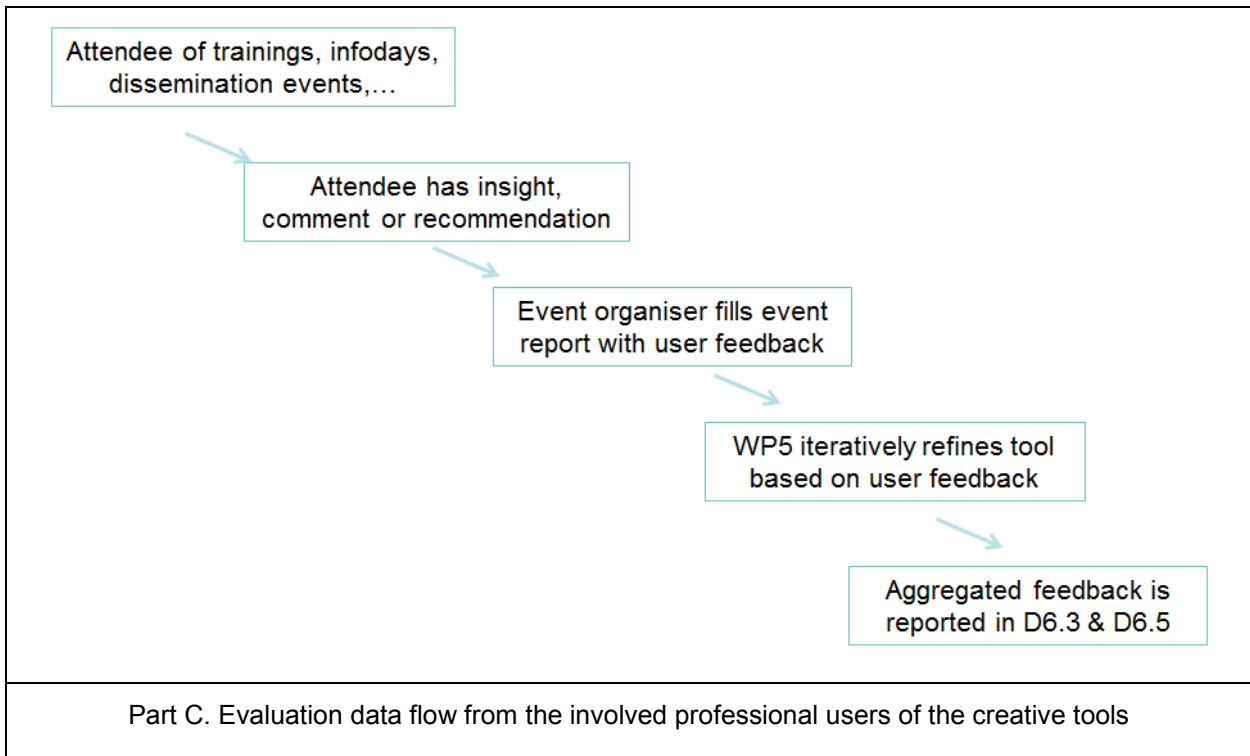 Attendee of trainings, infodays,
dissemination events,…
Attendee has insight,
comment or recommendation
Event organiser fills event
report with user feedback
WP5 iteratively refines tool
based on user feedback
Aggregated feedback is
reported in D6.3 & D6.5
Part C. Evaluation data flow from the involved professional users of the creative tools